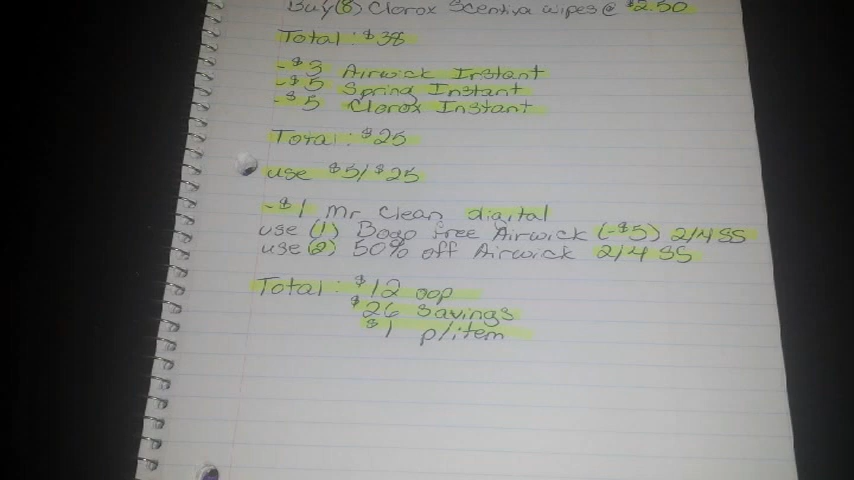 Buy (8) Clorox Scentiva wipes @ $2.50
Total: $38
-$3 Airwick Instant
-$5 Spring Instant
-$5 Clorox Instant
Total: $25
use $5/$25
-$1 Mr Clean digital
use (1) Bogo free Airwick (-$5) 2/4 SS
use (2) 50% off Airwick 2/4 SS
Total: $12 oop
$26 savings
$1 p/item